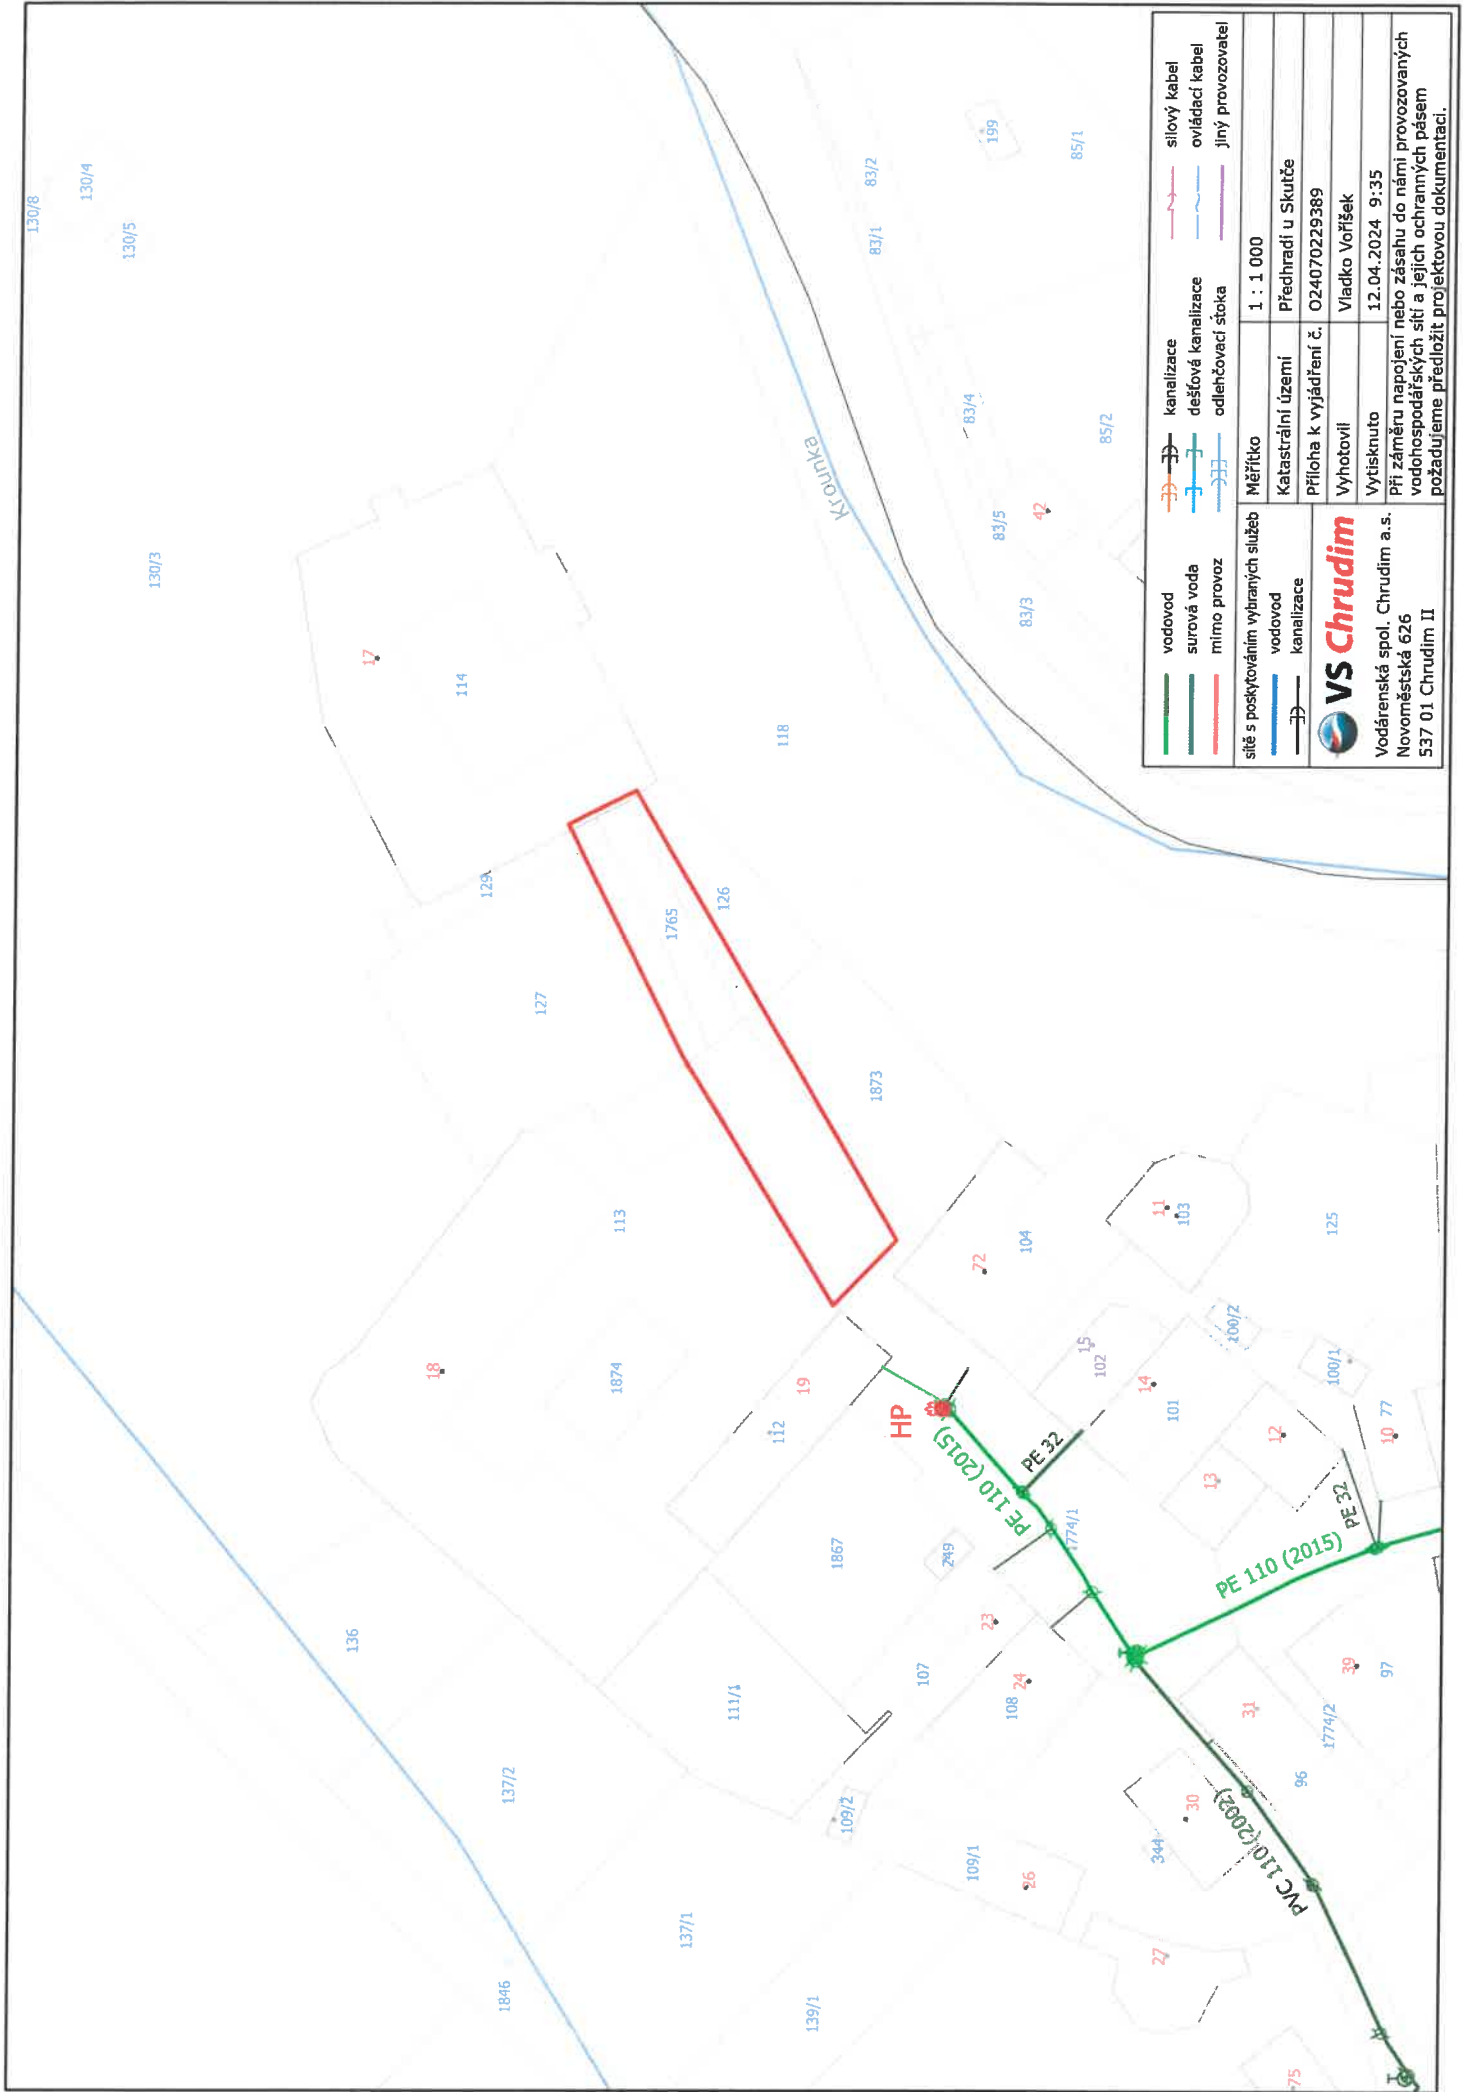 130/8
130/4
130/5
130/3
17
114
129
127
1765
126
118
Krounka
83/2
83/1
199
85/1
83/4
83/5
42
83/3
85/2
1873
113
18
1874
19
112
HP
PE 110 (2015)
PE 32
1867
249
1774/1
72
104
11
103
125
15
102
14
101
100/2
100/1
12
13
77
10
PE 32
PE 110 (2015)
136
111/1
107
23
108
24
137/2
109/2
109/1
26
137/1
1846
139/1
27
344
30
31
39
97
1774/2
96
PVC 110 (2002)
75
vodovod
surová voda
mimo provoz
kanalizace
dešťová kanalizace
odlehčovací stoka
silový kabel
ovládací kabel
jiný provozovatel
sítě s poskytováním vybraných služeb
vodovod
kanalizace
VS Chrudim
Vodárenská spol. Chrudim a.s.
Novoměstská 626
537 01 Chrudim II
Měřítko 1 : 1 000
Katastrální území Předhradí u Skutče
Příloha k vyjádření č. O24070229389
Vyhotovil Vladko Voříšek
Vytisknuto 12.04.2024 9:35
Při záměru napojení nebo zásahu do námi provozovaných
vodohospodářských sítí a jejich ochranných pásem
požadujeme předložit projektovou dokumentaci.